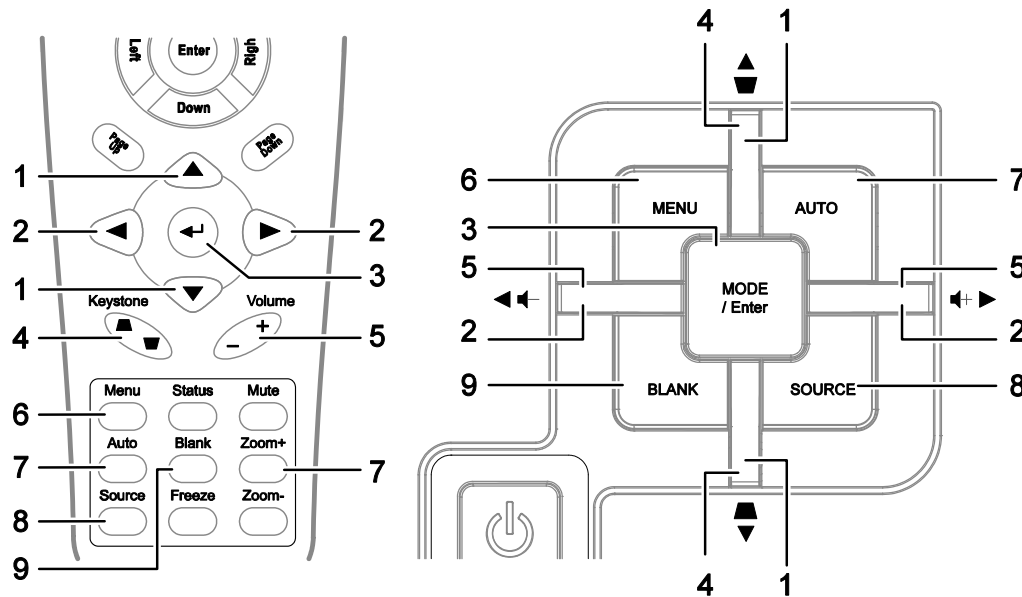 Left
Enter
Righ
Down
Page
Up
Page
Down
1
2
2
3
1
Keystone
Volume
+
–
4
5
Menu
Status
Mute
6
Auto
Blank
Zoom+
7
7
Source
Freeze
Zoom-
8
9
4
1
6
7
MENU
AUTO
3
5
5
MODE
/ Enter
2
2
9
8
BLANK
SOURCE
4
1